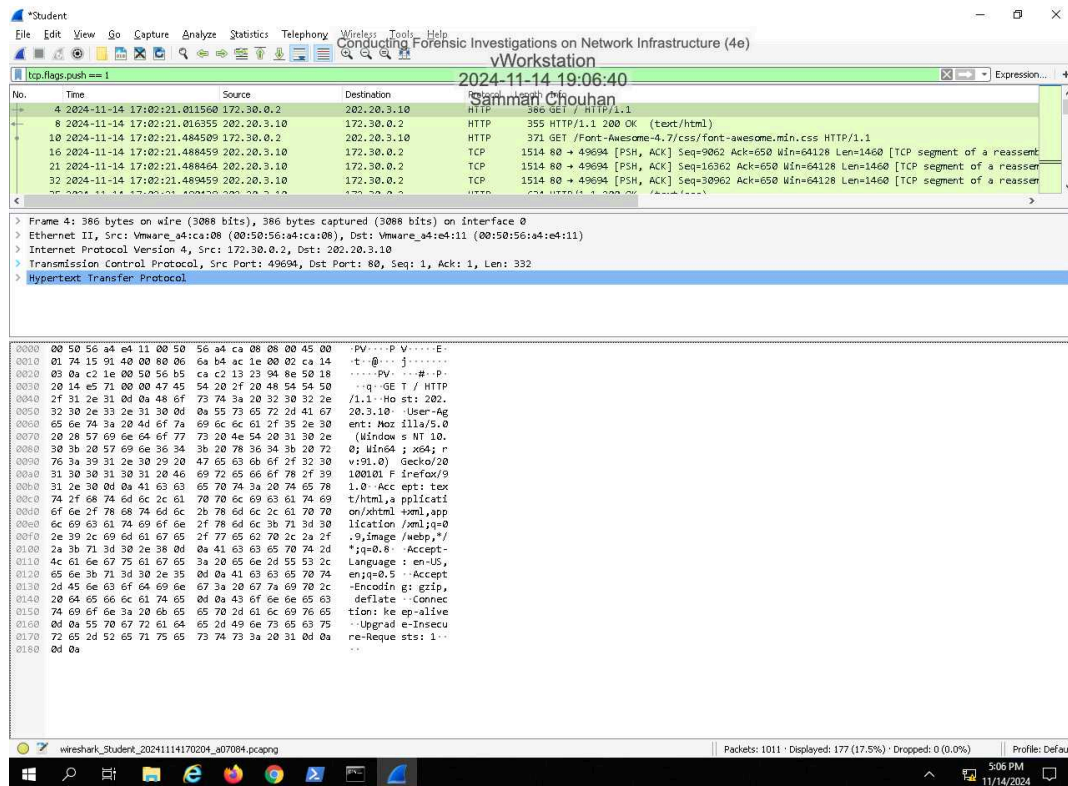 *Student
File Edit View Go Capture Analyze Statistics Telephony Wireless Tools Help
Conducting Forensic Investigations on Network Infrastructure (4e)
vWorkstation
2024-11-14 19:06:40
Samman Chouhan
tcp.flags.push == 1
Expression... +
No. Time Source Destination Protocol Length Info
4 2024-11-14 17:02:21.011560 172.30.0.2 202.20.3.10 HTTP 386 GET / HTTP/1.1
8 2024-11-14 17:02:21.016355 202.20.3.10 172.30.0.2 HTTP 355 HTTP/1.1 200 OK (text/html)
10 2024-11-14 17:02:21.484509 172.30.0.2 202.20.3.10 HTTP 371 GET /Font-Awesome-4.7/css/font-awesome.min.css HTTP/1.1
16 2024-11-14 17:02:21.488459 202.20.3.10 172.30.0.2 TCP 1514 80 → 49694 [PSH, ACK] Seq=9062 Ack=650 Win=64128 Len=1460 [TCP segment of a reassemt
21 2024-11-14 17:02:21.488464 202.20.3.10 172.30.0.2 TCP 1514 80 → 49694 [PSH, ACK] Seq=16362 Ack=650 Win=64128 Len=1460 [TCP segment of a reassem
32 2024-11-14 17:02:21.489459 202.20.3.10 172.30.0.2 TCP 1514 80 → 49694 [PSH, ACK] Seq=30962 Ack=650 Win=64128 Len=1460 [TCP segment of a reassem
Frame 4: 386 bytes on wire (3088 bits), 386 bytes captured (3088 bits) on interface 0
Ethernet II, Src: Vmware_a4:ca:08 (00:50:56:a4:ca:08), Dst: Vmware_a4:e4:11 (00:50:56:a4:e4:11)
Internet Protocol Version 4, Src: 172.30.0.2, Dst: 202.20.3.10
Transmission Control Protocol, Src Port: 49694, Dst Port: 80, Seq: 1, Ack: 1, Len: 332
Hypertext Transfer Protocol
0000 00 50 56 a4 e4 11 00 50 56 a4 ca 08 08 00 45 00 ·PV····P V·····E·
0010 01 74 15 91 40 00 80 06 6a b4 ac 1e 00 02 ca 14 ·t··@··· j·······
0020 03 0a c2 1e 00 50 56 b5 ca c2 13 23 94 8e 50 18 ·····PV· ···#··P·
0030 20 14 e5 71 00 00 47 45 54 20 2f 20 48 54 54 50 ··q··GE T / HTTP
0040 2f 31 2e 31 0d 0a 48 6f 73 74 3a 20 32 30 32 2e /1.1··Ho st: 202.
0050 32 30 2e 33 2e 31 30 0d 0a 55 73 65 72 2d 41 67 20.3.10· ·User-Ag
0060 65 6e 74 3a 20 4d 6f 7a 69 6c 6c 61 2f 35 2e 30 ent: Moz illa/5.0
0070 20 28 57 69 6e 64 6f 77 73 20 4e 54 20 31 30 2e (Window s NT 10.
0080 30 3b 20 57 69 6e 36 34 3b 20 78 36 34 3b 20 72 0; Win64 ; x64; r
0090 76 3a 39 31 2e 30 29 20 47 65 63 6b 6f 2f 32 30 v:91.0) Gecko/20
00a0 31 30 30 31 30 31 20 46 69 72 65 66 6f 78 2f 39 100101 F irefox/9
00b0 31 2e 30 0d 0a 41 63 63 65 70 74 3a 20 74 65 78 1.0··Acc ept: tex
00c0 74 2f 68 74 6d 6c 2c 61 70 70 6c 69 63 61 74 69 t/html,a pplicati
00d0 6f 6e 2f 78 68 74 6d 6c 2b 78 6d 6c 2c 61 70 70 on/xhtml +xml,app
00e0 6c 69 63 61 74 69 6f 6e 2f 78 6d 6c 3b 71 3d 30 lication /xml;q=0
00f0 2e 39 2c 69 6d 61 67 65 2f 77 65 62 70 2c 2a 2f .9,image /webp,*/
0100 2a 3b 71 3d 30 2e 38 0d 0a 41 63 63 65 70 74 2d *;q=0.8· ·Accept-
0110 4c 61 6e 67 75 61 67 65 3a 20 65 6e 2d 55 53 2c Language : en-US,
0120 65 6e 3b 71 3d 30 2e 35 0d 0a 41 63 63 65 70 74 en;q=0.5 ··Accept
0130 2d 45 6e 63 6f 64 69 6e 67 3a 20 67 7a 69 70 2c -Encodin g: gzip,
0140 20 64 65 66 6c 61 74 65 0d 0a 43 6f 6e 6e 65 63 deflate ··Connec
0150 74 69 6f 6e 3a 20 6b 65 65 70 2d 61 6c 69 76 65 tion: ke ep-alive
0160 0d 0a 55 70 67 72 61 64 65 2d 49 6e 73 65 63 75 ··Upgrad e-Insecu
0170 72 65 2d 52 65 71 75 65 73 74 73 3a 20 31 0d 0a re-Reque sts: 1··
0180 0d 0a ··
wireshark_Student_20241114170204_a07084.pcapng
Packets: 1011 · Displayed: 177 (17.5%) · Dropped: 0 (0.0%)
Profile: Defau
5:06 PM
11/14/2024